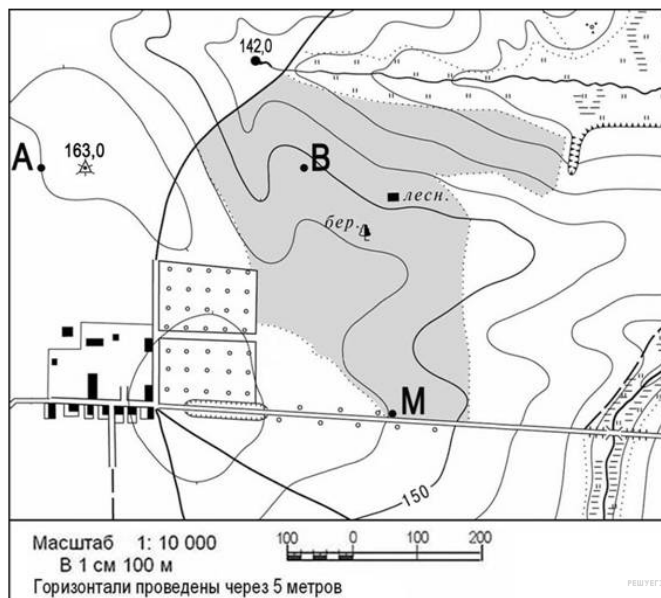 142,0
А
163,0
В
лесн.
бер.
М
150
Масштаб 1: 10 000
В 1 см 100 м
100 0 100 200
Горизонтали проведены через 5 метров